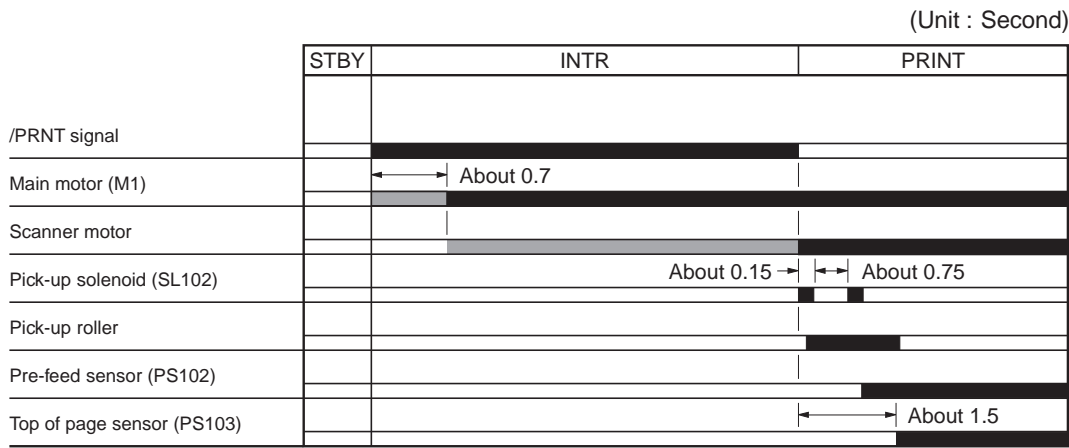 (Unit : Second)
STBY INTR PRINT
/PRNT signal
Main motor (M1) About 0.7
Scanner motor
Pick-up solenoid (SL102) About 0.15 About 0.75
Pick-up roller
Pre-feed sensor (PS102)
Top of page sensor (PS103) About 1.5